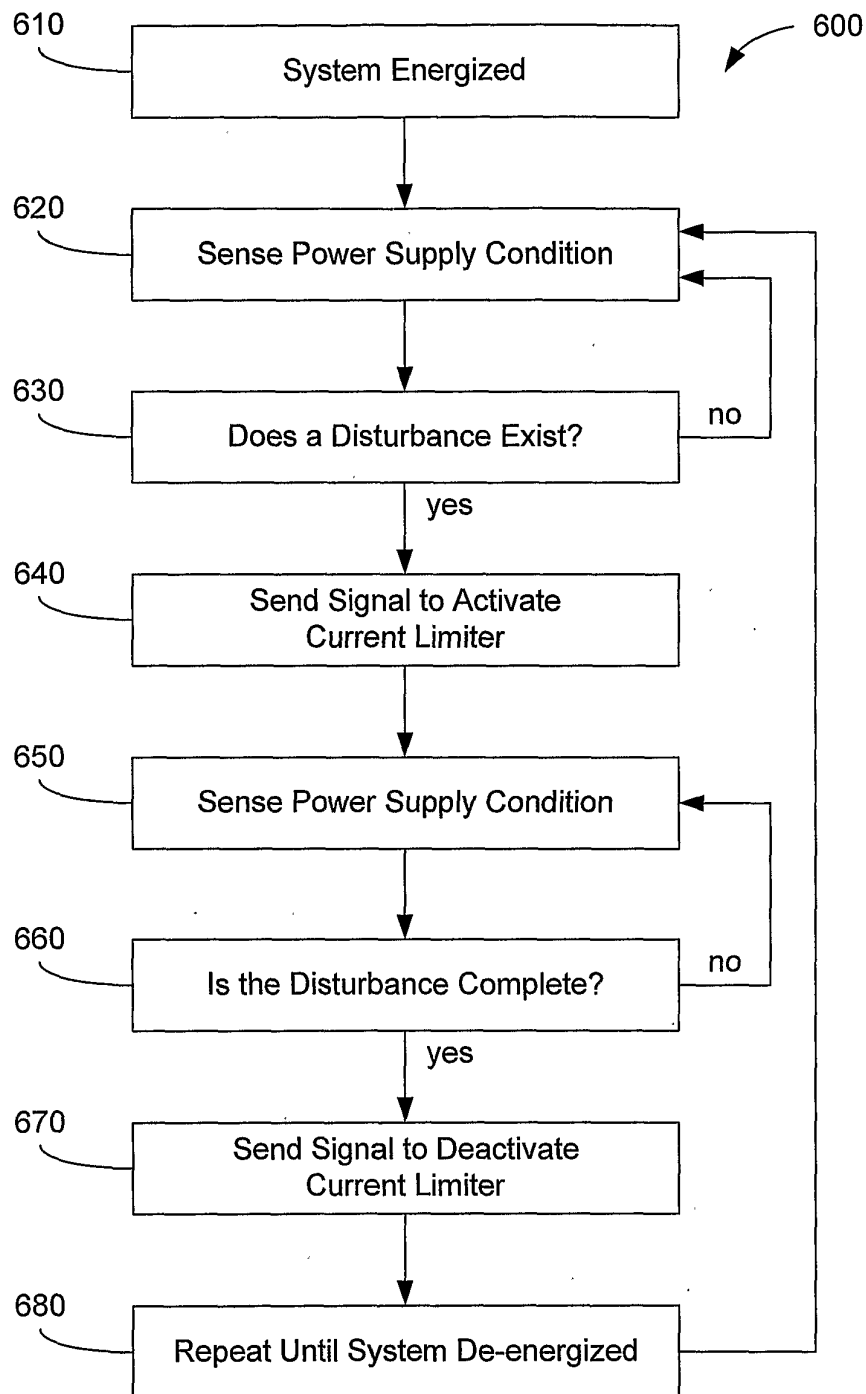 610
600
System Energized
620
Sense Power Supply Condition
630
Does a Disturbance Exist?
no
yes
640
Send Signal to Activate
Current Limiter
650
Sense Power Supply Condition
660
Is the Disturbance Complete?
no
yes
670
Send Signal to Deactivate
Current Limiter
680
Repeat Until System De-energized